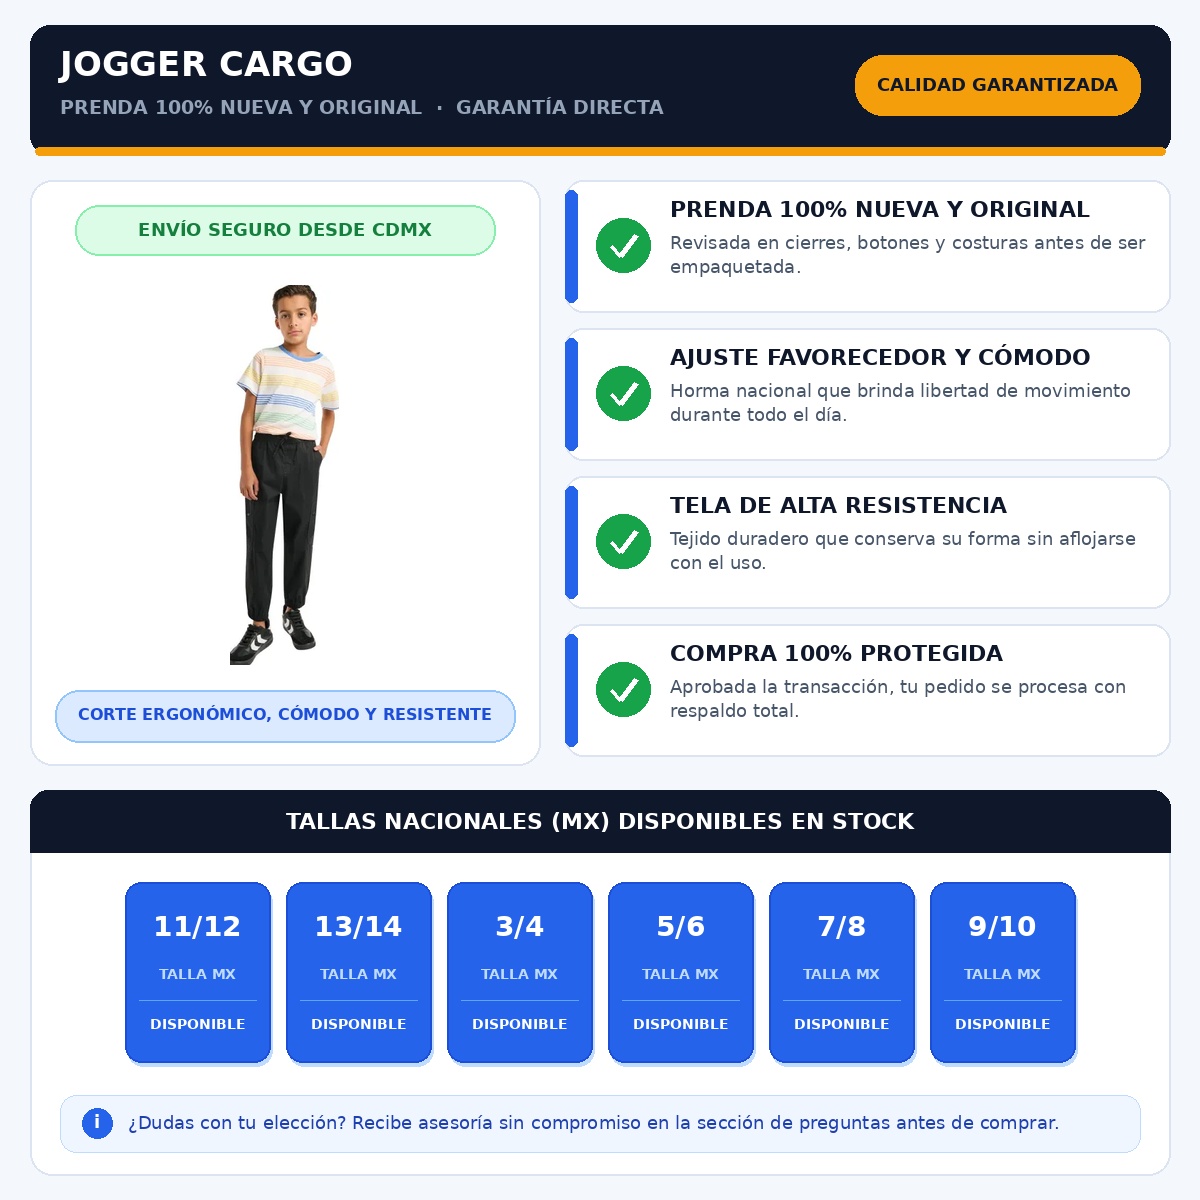 JOGGER CARGO
PRENDA 100% NUEVA Y ORIGINAL · GARANTÍA DIRECTA
CALIDAD GARANTIZADA
ENVÍO SEGURO DESDE CDMX
CORTE ERGONÓMICO, CÓMODO Y RESISTENTE
PRENDA 100% NUEVA Y ORIGINAL
Revisada en cierres, botones y costuras antes de ser
empaquetada.
AJUSTE FAVORECEDOR Y CÓMODO
Horma nacional que brinda libertad de movimiento
durante todo el día.
TELA DE ALTA RESISTENCIA
Tejido duradero que conserva su forma sin aflojarse
con el uso.
COMPRA 100% PROTEGIDA
Aprobada la transacción, tu pedido se procesa con
respaldo total.
TALLAS NACIONALES (MX) DISPONIBLES EN STOCK
11/12
TALLA MX
DISPONIBLE
13/14
TALLA MX
DISPONIBLE
3/4
TALLA MX
DISPONIBLE
5/6
TALLA MX
DISPONIBLE
7/8
TALLA MX
DISPONIBLE
9/10
TALLA MX
DISPONIBLE
i
¿Dudas con tu elección? Recibe asesoría sin compromiso en la sección de preguntas antes de comprar.